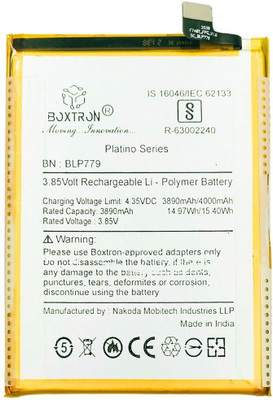 BOXTRON®
Moving...Innovation...
IS 16046/IEC 62133
R-63002240
Platino Series
BN : BLP779
3.85Volt Rechargeable Li - Polymer Battery
Charging Voltage Limit: 4.35VDC 3890mAh/4000mAh
Rated Capacity: 3890mAh 14.97Wh/15.40Wh
Rated Voltage: 3.85V
Warning:
Please use Boxtron-approved adapters only
Do not disassemble the battery, if there is
any damage to the battery such as dents,
punctures, tears, deformites or corrosion
discontinue using the battery
Manufactured by : Nakoda Mobitech Industries LLP
Made in India
5